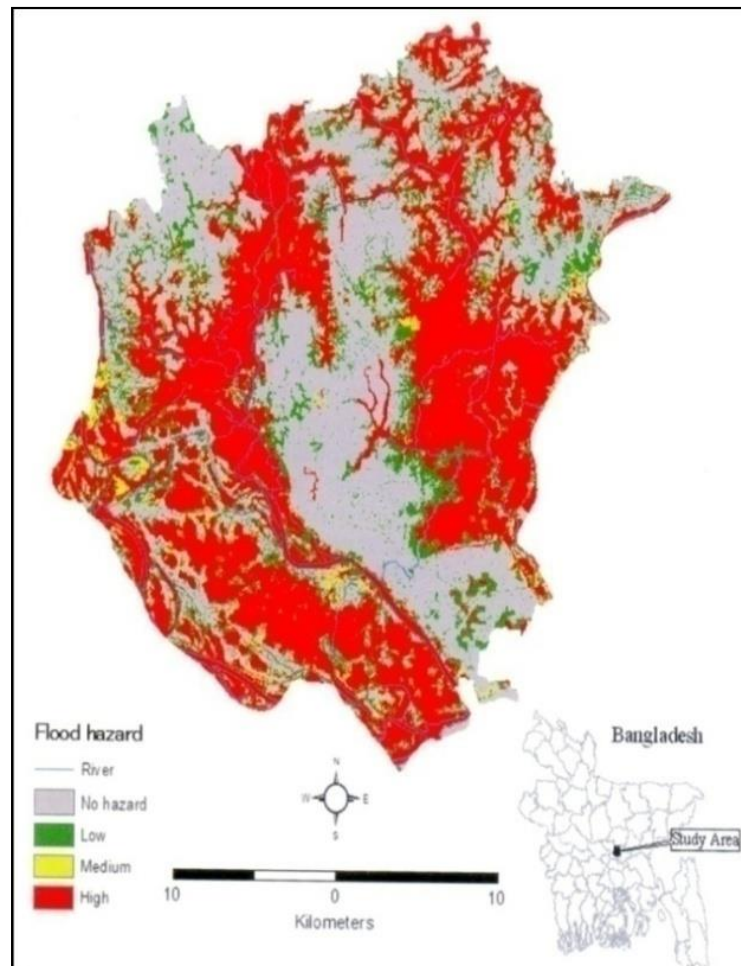 Flood hazard
River
No hazard
Low
Medium
High
N
W E
S
10 0 10
Kilometers
Bangladesh
Study Area